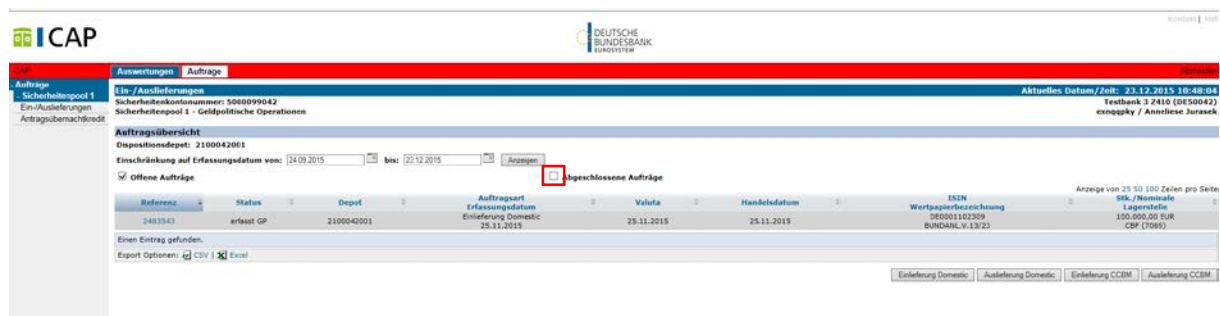 Kontakt | Hilfe
CAP
DEUTSCHE
BUNDESBANK
EUROSYSTEM
CAP
Auswertungen
Aufträge
Abmelden
- Aufträge
- Sicherheitenpool 1
Ein-/Auslieferungen
Antragsübernachtkredit
Ein-/Auslieferungen
Aktuelles Datum/Zeit: 23.12.2015 10:48:04
Sicherheitenkontonummer: 5000099042
Testbank 3 Z410 (DE50042)
Sicherheitenpool 1 - Geldpolitische Operationen
exnqqpky / Anneliese Jurasek
Auftragsübersicht
Dispositionsdepot: 2100042001
Einschränkung auf Erfassungsdatum von: 24.09.2015 bis: 23.12.2015 Anzeigen
Offene Aufträge
Abgeschlossene Aufträge
Anzeige von 25 50 100 Zeilen pro Seite
Referenz Status Depot Auftragsart Valuta Handelsdatum ISIN Stk./Nominale
Erfassungsdatum Wertpapierbezeichnung Lagerstelle
2483543 erfasst GP 2100042001 Einlieferung Domestic 25.11.2015 25.11.2015 DE0001102309 100.000,00 EUR
25.11.2015 BUNDANL.V.13/23 CBF (7069)
Einen Eintrag gefunden.
Export Optionen: CSV | Excel
Einlieferung Domestic Auslieferung Domestic Einlieferung CCBM Auslieferung CCBM